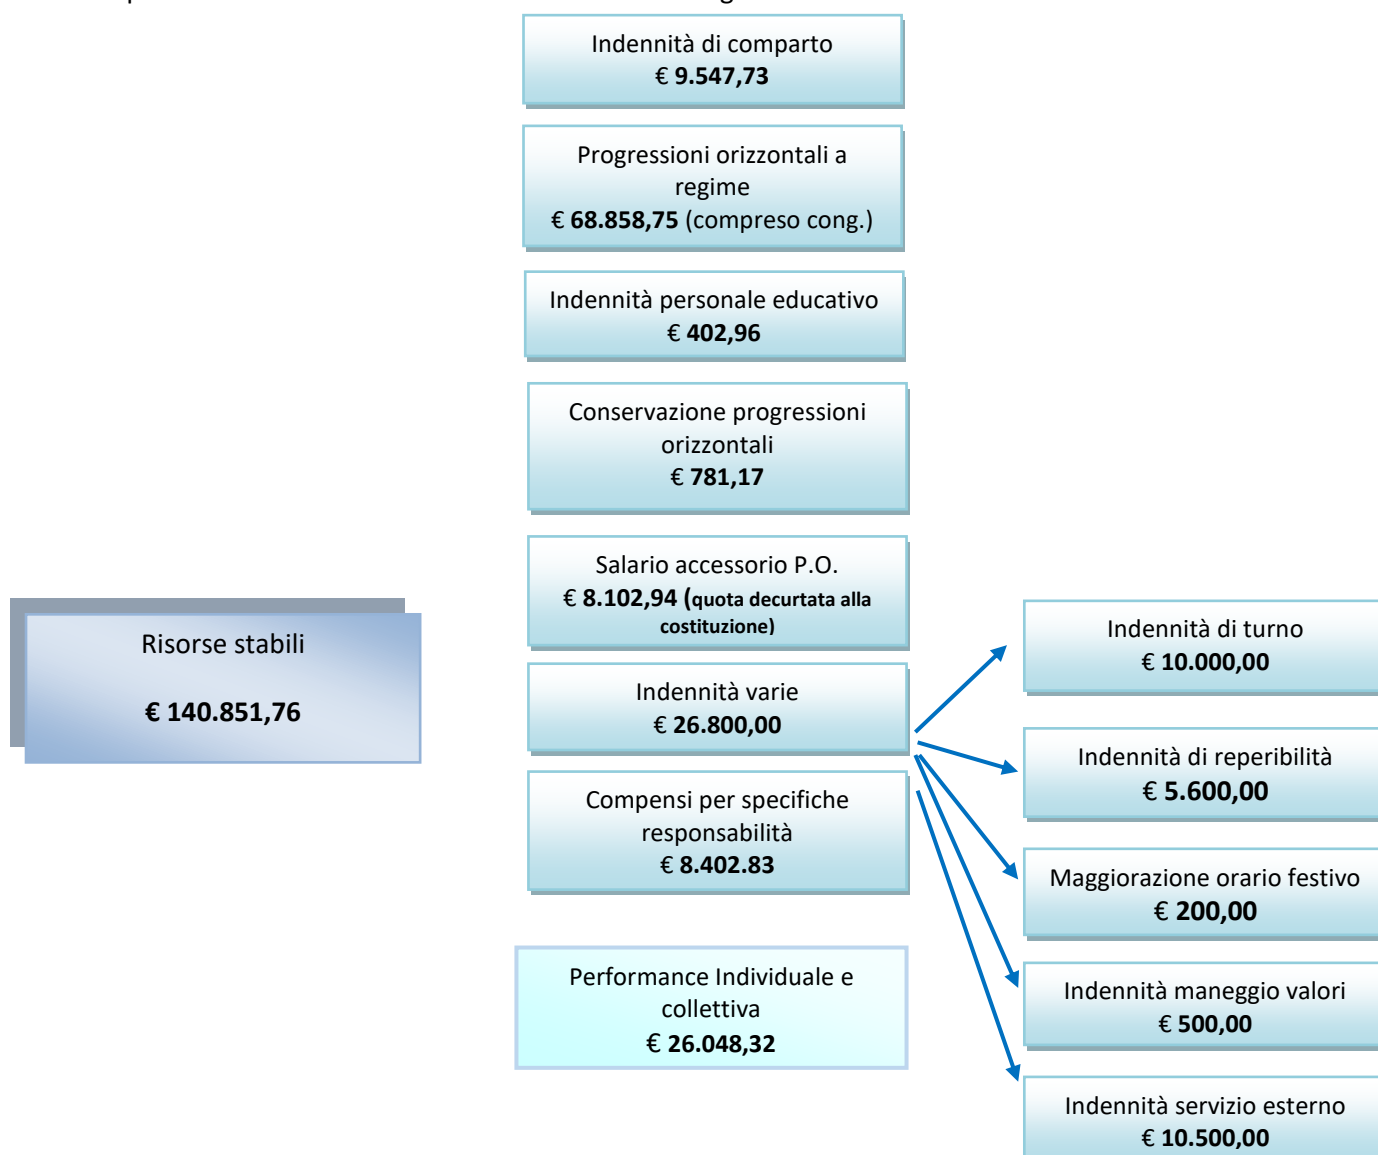 Indennità di comparto
€ 9.547,73
Progressioni orizzontali a
regime
€ 68.858,75 (compreso cong.)
Indennità personale educativo
€ 402,96
Conservazione progressioni
orizzontali
€ 781,17
Salario accessorio P.O.
€ 8.102,94 (quota decurtata alla
costituzione)
Risorse stabili
€ 140.851,76
Indennità varie
€ 26.800,00
Compensi per specifiche
responsabilità
€ 8.402.83
Performance Individuale e
collettiva
€ 26.048,32
Indennità di turno
€ 10.000,00
Indennità di reperibilità
€ 5.600,00
Maggiorazione orario festivo
€ 200,00
Indennità maneggio valori
€ 500,00
Indennità servizio esterno
€ 10.500,00